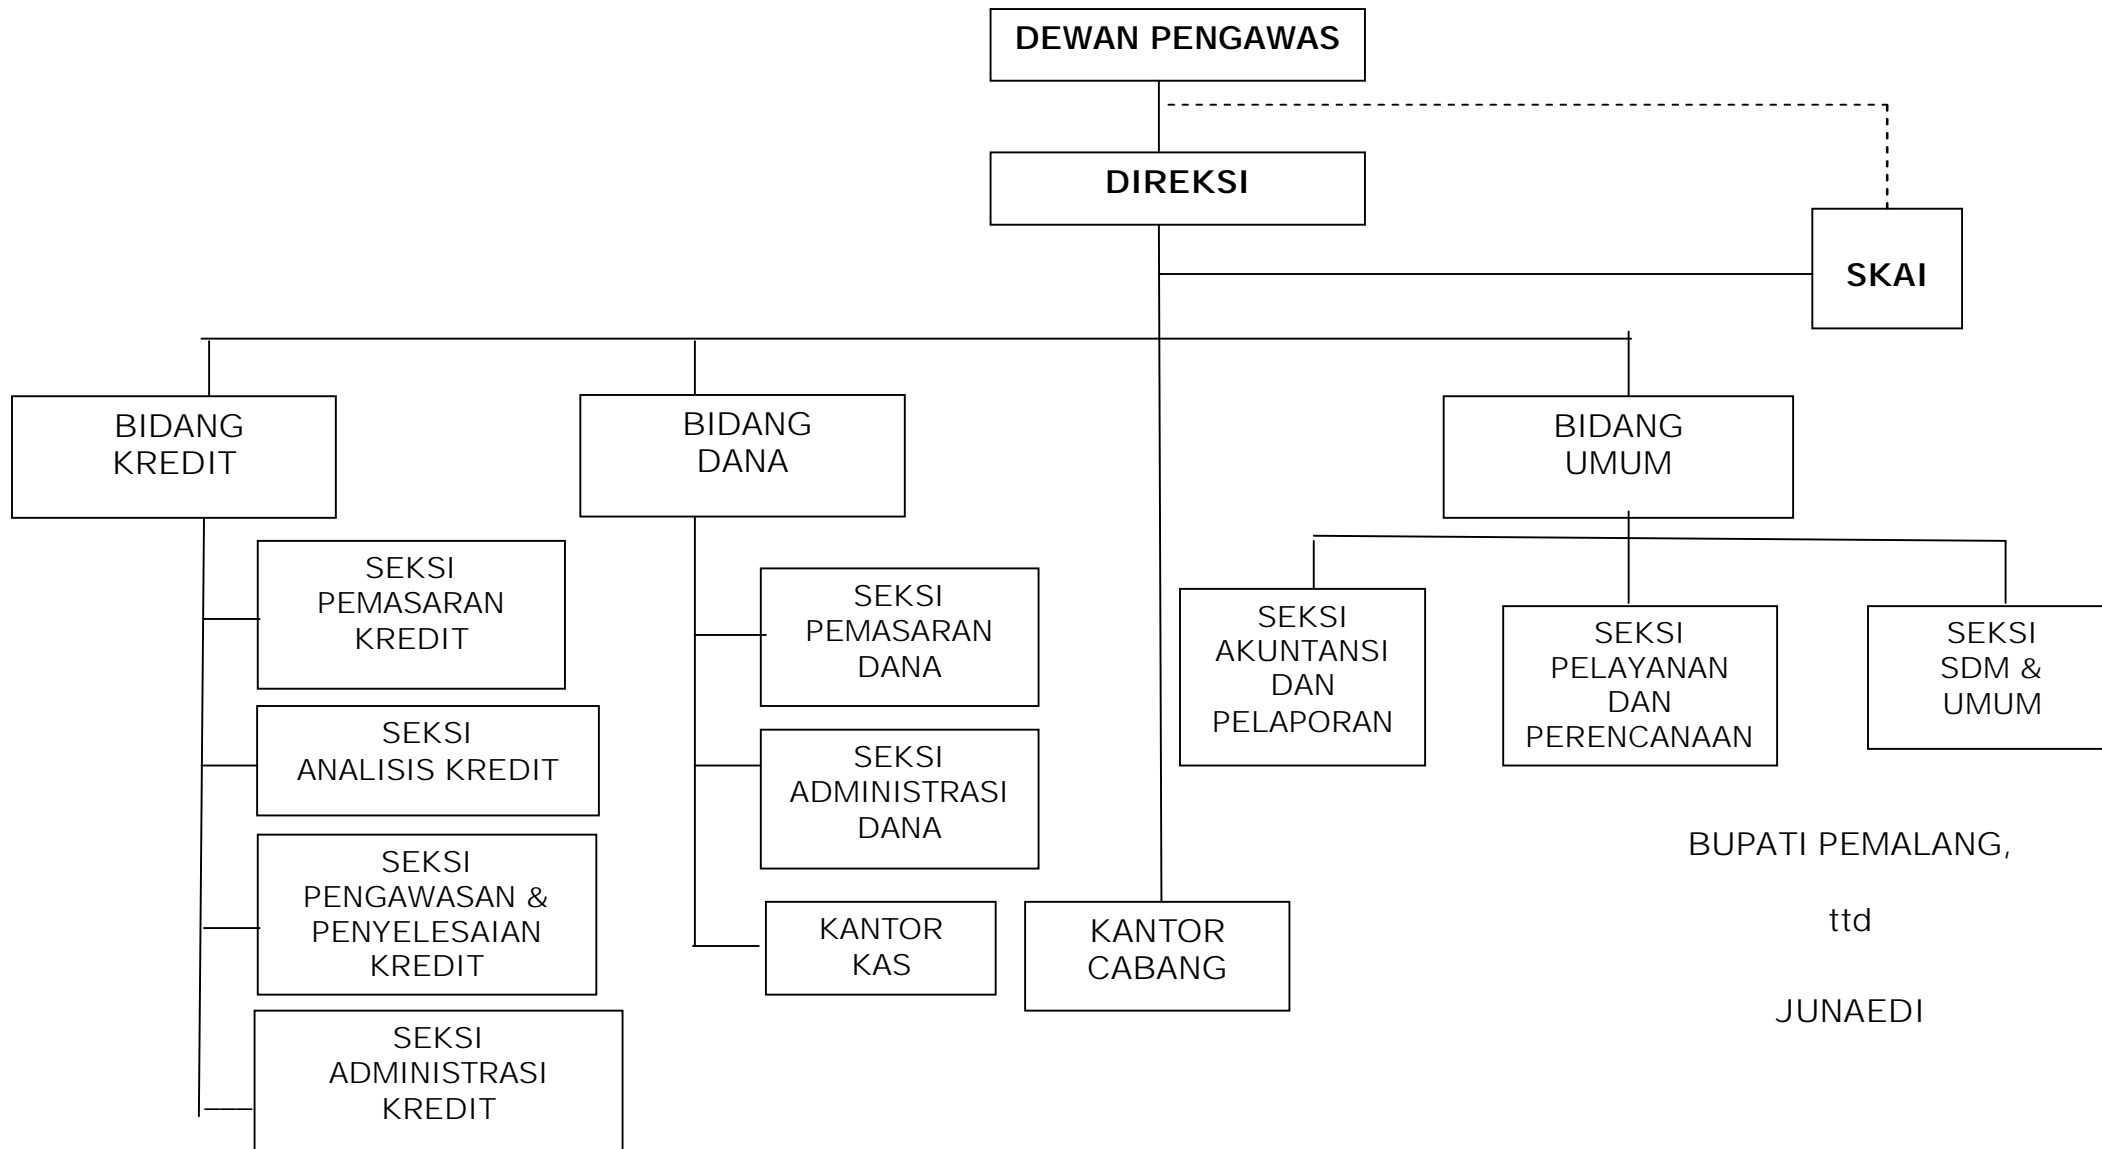 DEWAN PENGAWAS
DIREKSI
SKAI
BIDANG
KREDIT
BIDANG
DANA
BIDANG
UMUM
SEKSI
PEMASARAN
KREDIT
SEKSI
ANALISIS KREDIT
SEKSI
PENGAWASAN &
PENYELESAIAN
KREDIT
SEKSI
ADMINISTRASI
KREDIT
SEKSI
PEMASARAN
DANA
SEKSI
ADMINISTRASI
DANA
KANTOR
KAS
KANTOR
CABANG
SEKSI
AKUNTANSI
DAN
PELAPORAN
SEKSI
PELAYANAN
DAN
PERENCANAAN
SEKSI
SDM &
UMUM
BUPATI PEMALANG,
ttd
JUNAEDI